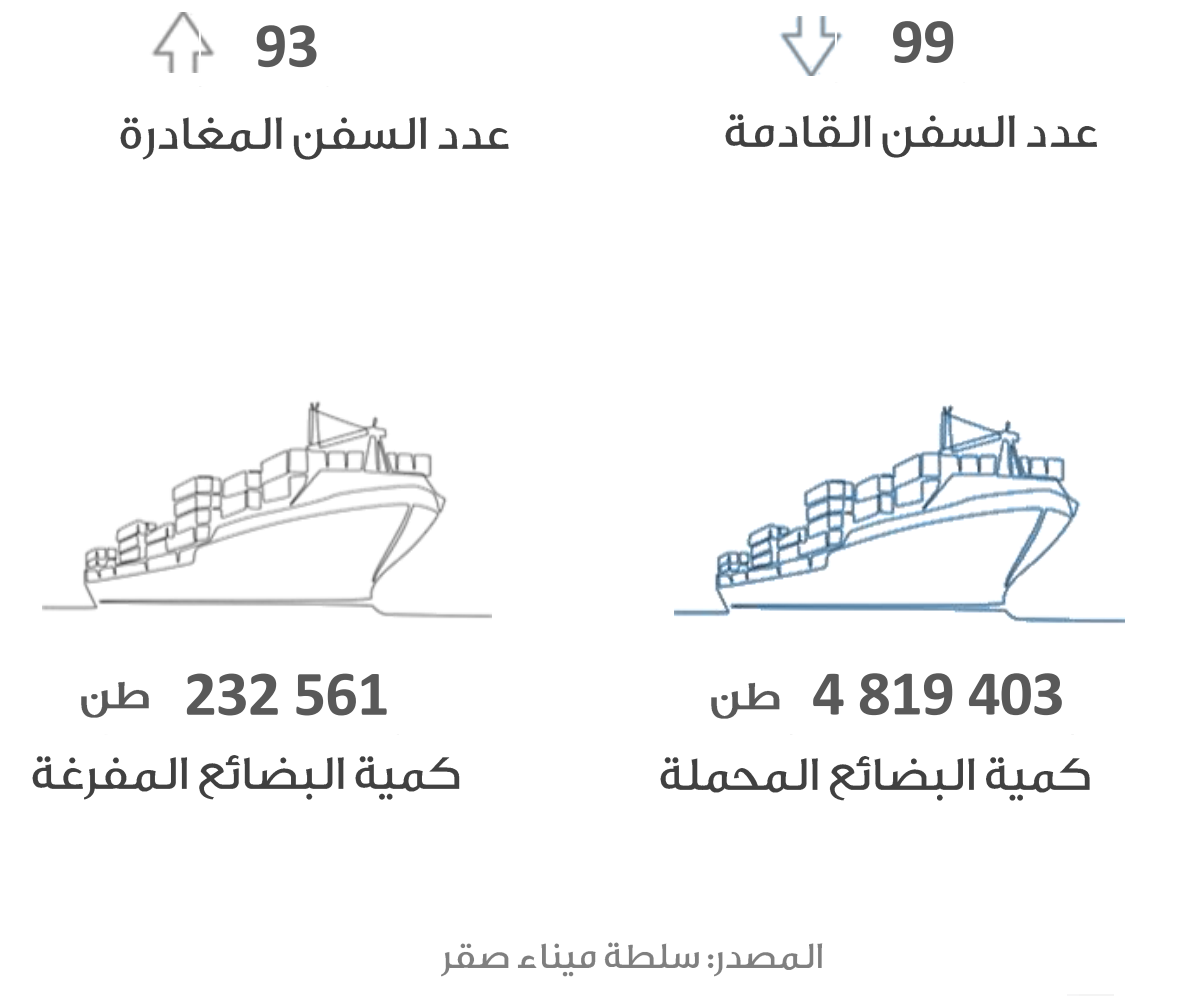 99
عدد السفن القادمة
93
عدد السفن المغادرة
4 819 403 طن
كمية البضائع المحملة
232 561 طن
كمية البضائع المفرغة
المصدر: سلطة ميناء صقر